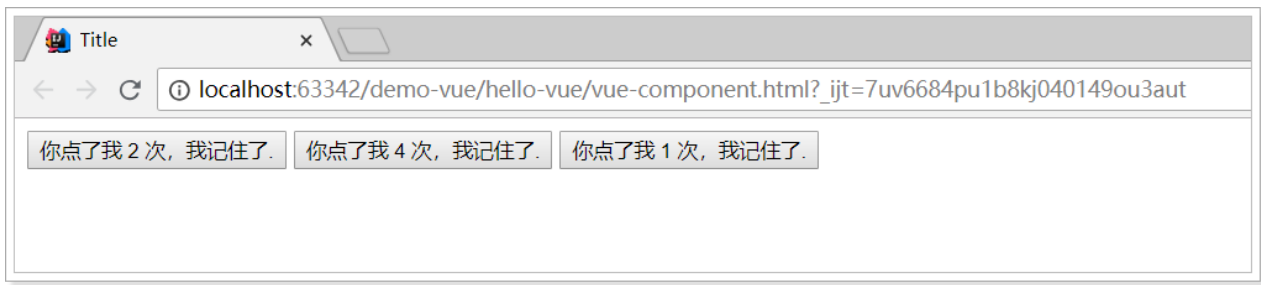 Title
localhost:63342/demo-vue/hello-vue/vue-component.html?_ijt=7uv6684pu1b8kj040149ou3aut
你点了我 2 次，我记住了. 你点了我 4 次，我记住了. 你点了我 1 次，我记住了.